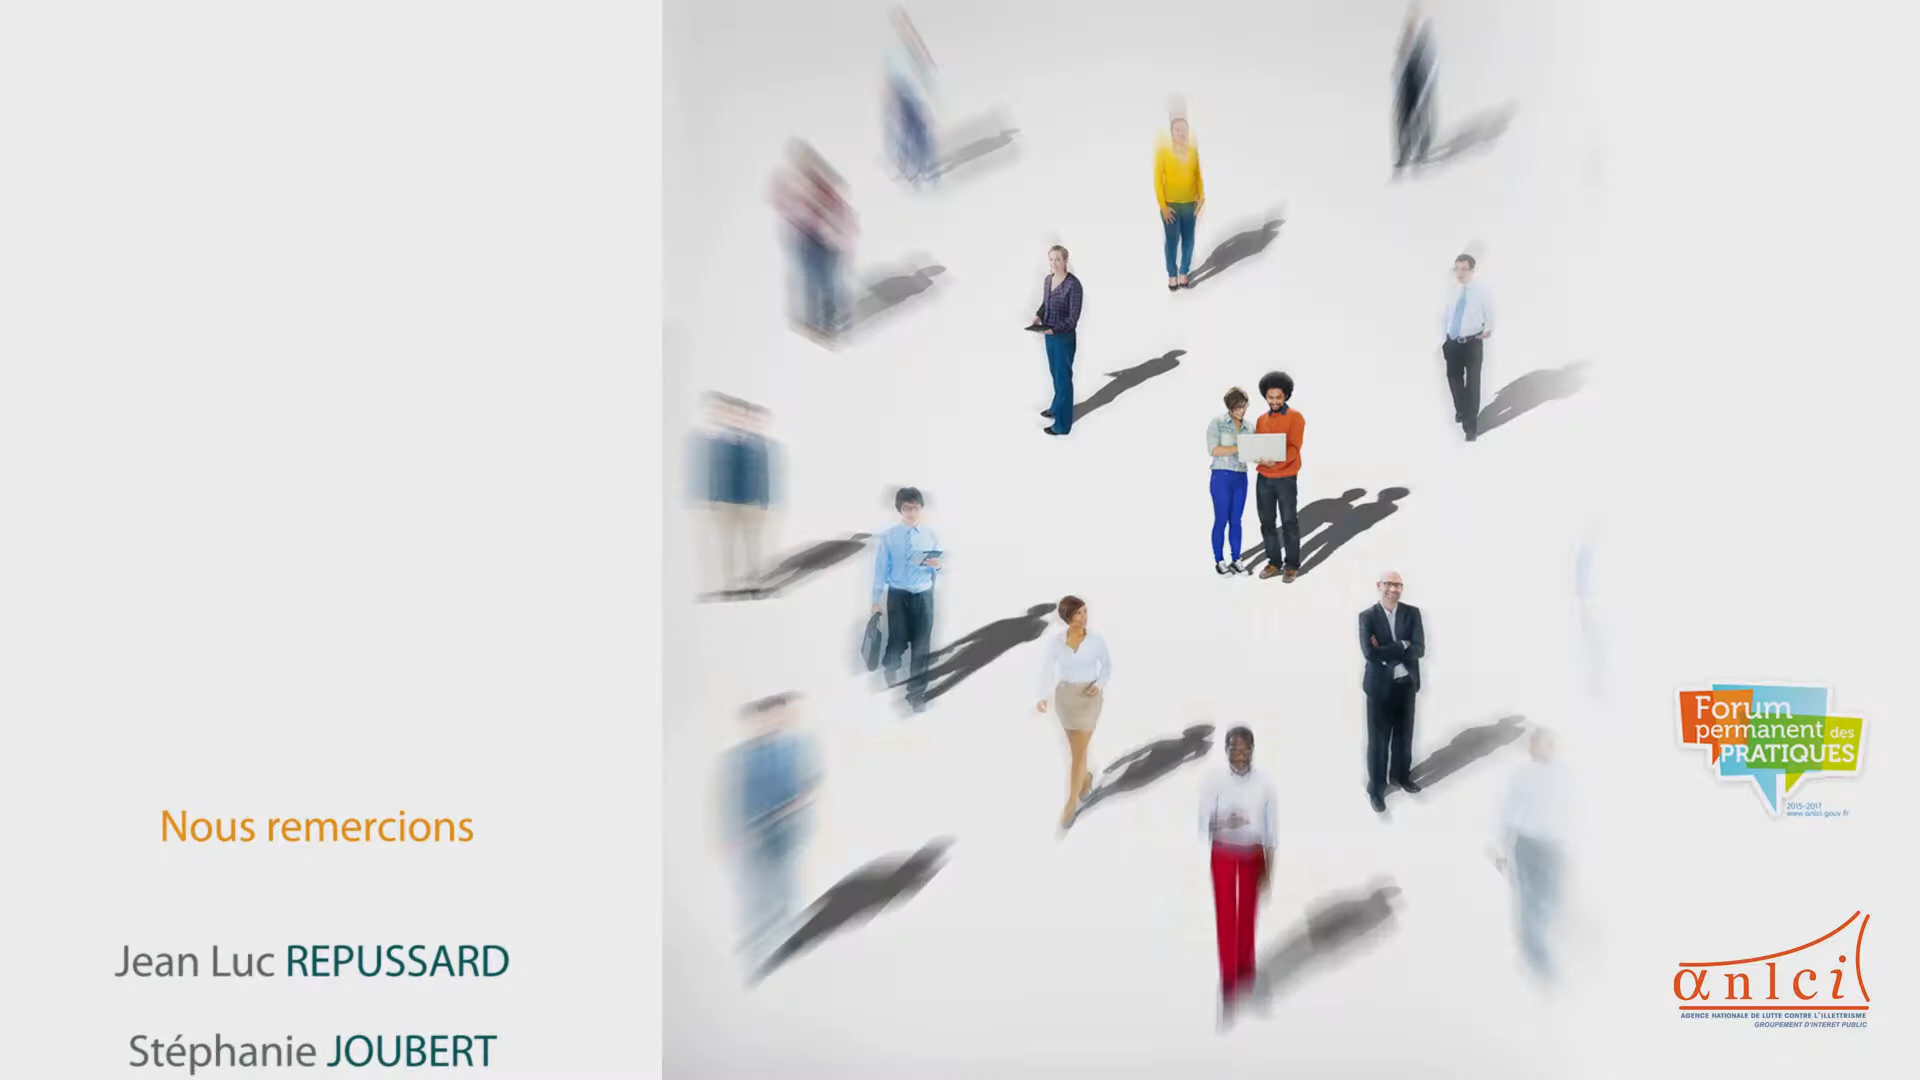 Nous remercions
Jean Luc REPUSSARD
Stéphanie JOUBERT
Forum
permanent des
PRATIQUES
2015-2017
www.anlci.gouv.fr
anlci
AGENCE NATIONALE DE LUTTE CONTRE L'ILLETTRISME
GROUPEMENT D'INTERET PUBLIC